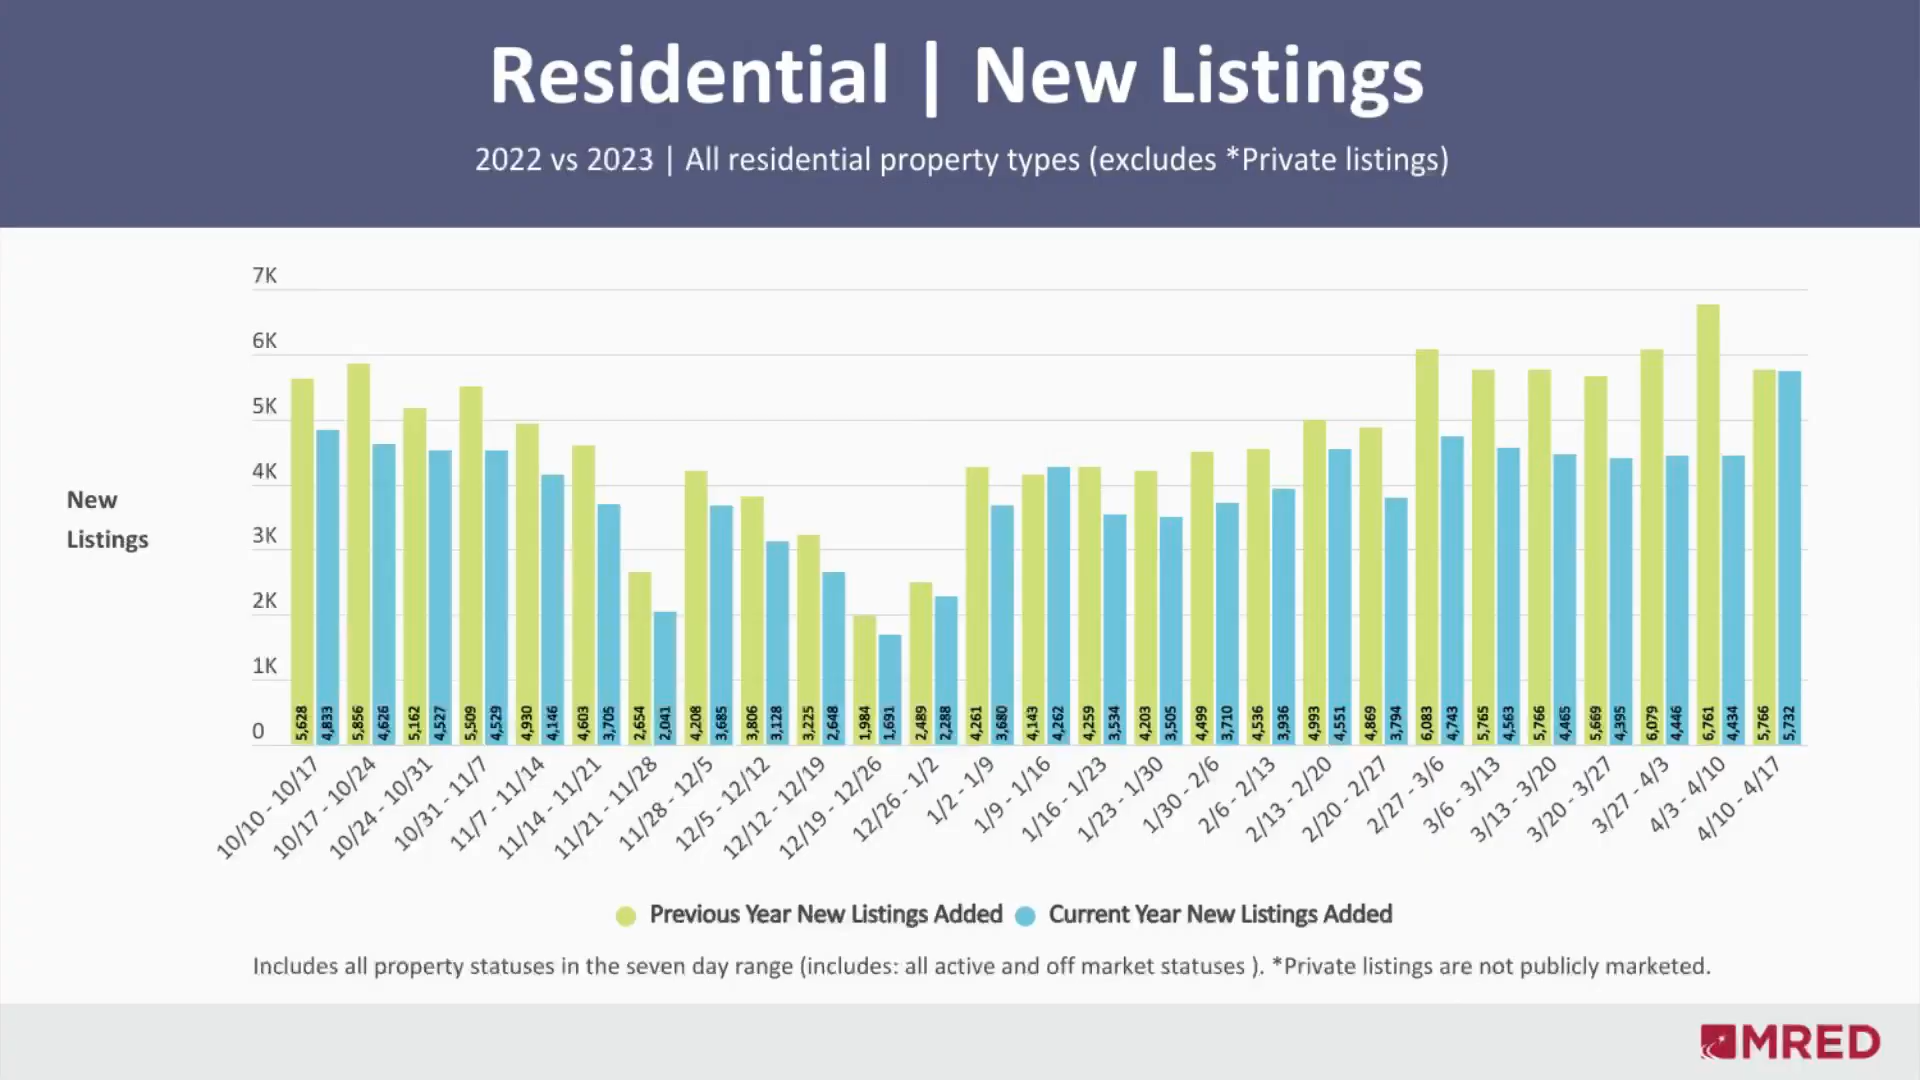 Residential | New Listings
2022 vs 2023 | All residential property types (excludes *Private listings)
7K
6K
5K
4K
3K
2K
1K
0
New
Listings
5,628
4,833
5,856
4,626
5,162
4,527
5,509
4,529
4,930
4,146
4,603
3,705
2,654
2,041
4,208
3,685
3,806
3,128
3,225
2,648
1,984
1,691
2,489
2,288
4,261
3,680
4,143
4,262
4,259
3,534
4,203
3,505
4,499
3,710
4,536
3,936
4,993
4,551
4,869
3,794
6,083
4,743
5,765
4,563
5,766
4,465
5,669
4,395
6,079
4,446
6,761
4,434
5,766
5,732
10/10 - 10/17
10/17 - 10/24
10/24 - 10/31
10/31 - 11/7
11/7 - 11/14
11/14 - 11/21
11/21 - 11/28
11/28 - 12/5
12/5 - 12/12
12/12 - 12/19
12/19 - 12/26
12/26 - 1/2
1/2 - 1/9
1/9 - 1/16
1/16 - 1/23
1/23 - 1/30
1/30 - 2/6
2/6 - 2/13
2/13 - 2/20
2/20 - 2/27
2/27 - 3/6
3/6 - 3/13
3/13 - 3/20
3/20 - 3/27
3/27 - 4/3
4/3 - 4/10
4/10 - 4/17
Previous Year New Listings Added
Current Year New Listings Added
Includes all property statuses in the seven day range (includes: all active and off market statuses ). *Private listings are not publicly marketed.
MRED